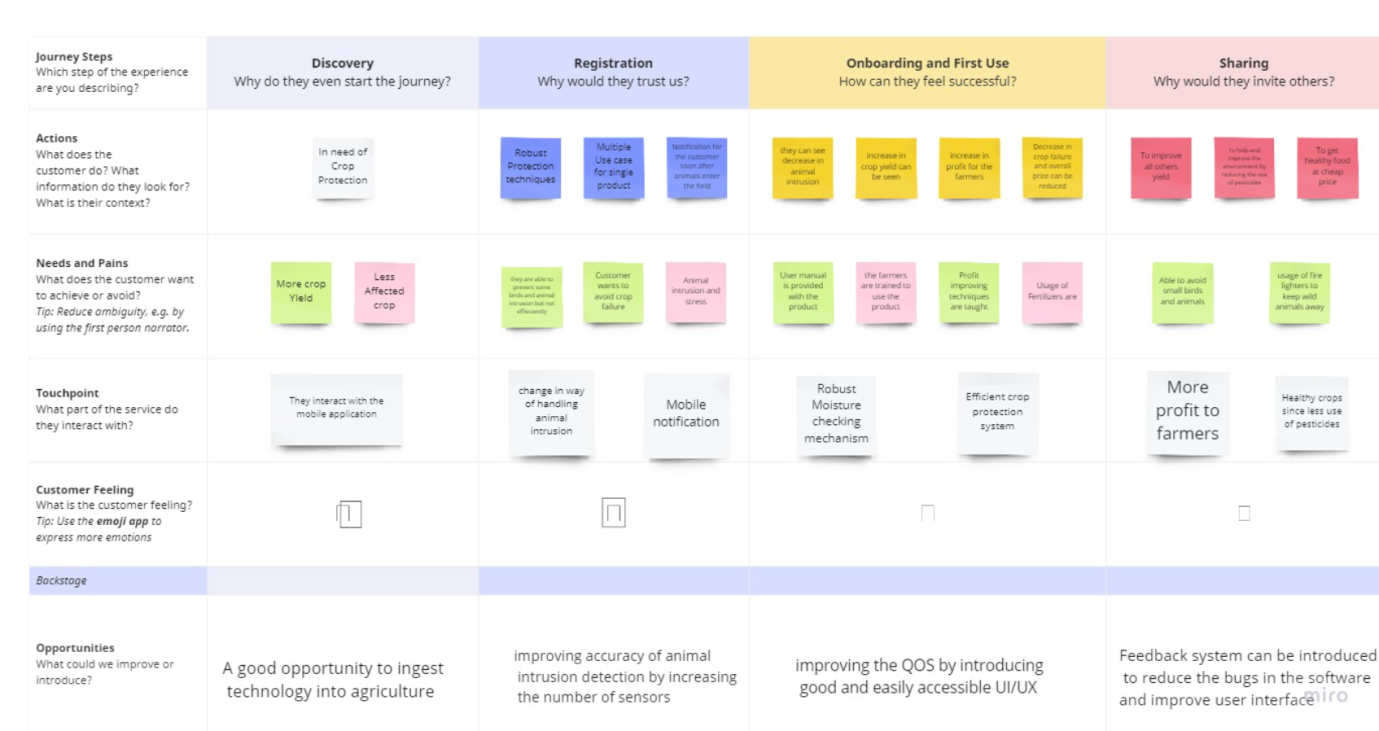 Journey Steps
Which step of the experience
are you describing?
Discovery
Why do they even start the journey?
Registration
Why would they trust us?
Onboarding and First Use
How can they feel successful?
Sharing
Why would they invite others?
Actions
What does the
customer do? What
information do they look for?
What is their context?
In need of
Crop
Protection
Robust
Protection
techniques
Multiple
Use case
for single
product
Notification for
the customer
soon after
animals enter
the field
they can see
decrease in
animal
intrusion
increase in
crop yield can
be seen
increase in
profit for the
farmers
Decrease in
crop failure
and overall
price can be
reduced
To improve
all others
yield
To help and
improve the
environment by
reducing the use
of pesticides
To get
healthy food
at cheap
price
Needs and Pains
What does the customer want
to achieve or avoid?
Tip: Reduce ambiguity, e.g. by
using the first person narrator.
More crop
Yield
Less
Affected
crop
they are able to
prevent some
birds and animal
intrusion but not
effieciently
Customer
wants to
avoid crop
failure
Animal
intrusion and
stress
User manual
is provided
with the
product
the farmers
are trained to
use the
product
Profit
improving
techniques
are taught
Usage of
Fertilizers are
Able to avoid
small birds
and animals
usage of fire
lighters to
keep wild
animals away
Touchpoint
What part of the service do
they interact with?
They interact with the
mobile application
change in way
of handling
animal
intrusion
Mobile
notification
Robust
Moisture
checking
mechanism
Efficient crop
protection
system
More
profit to
farmers
Healthy crops
since less use
of pesticides
Customer Feeling
What is the customer feeling?
Tip: Use the emoji app to
express more emotions
Backstage
Opportunities
What could we improve or
introduce?
A good opportunity to ingest
technology into agriculture
improving accuracy of animal
intrusion detection by increasing
the number of sensors
improving the QOS by introducing
good and easily accessible UI/UX
Feedback system can be introduced
to reduce the bugs in the software
and improve user interface
miro